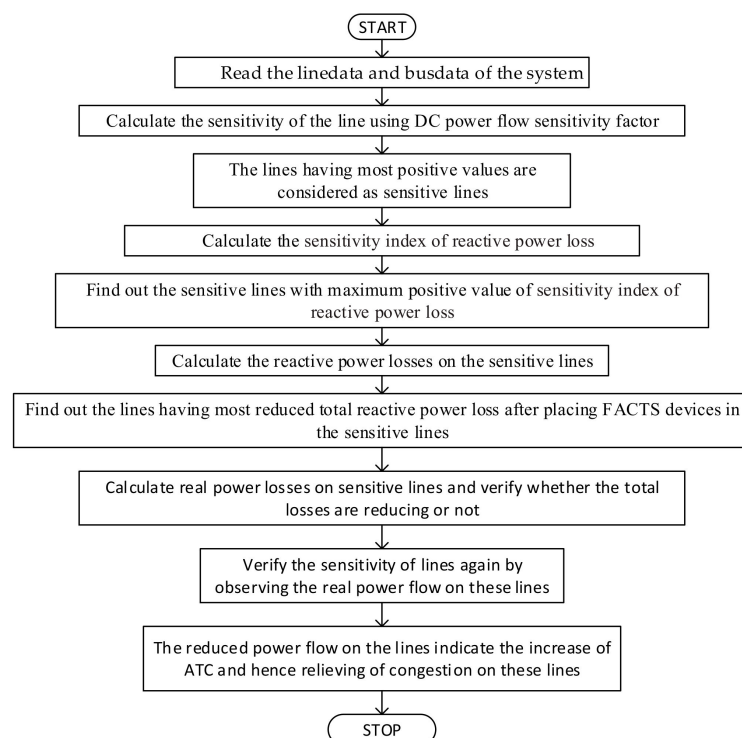 START
Read the linedata and busdata of the system
Calculate the sensitivity of the line using DC power flow sensitivity factor
The lines having most positive values are
considered as sensitive lines
Calculate the sensitivity index of reactive power loss
Find out the sensitive lines with maximum positive value of sensitivity index of
reactive power loss
Calculate the reactive power losses on the sensitive lines
Find out the lines having most reduced total reactive power loss after placing FACTS devices in
the sensitive lines
Calculate real power losses on sensitive lines and verify whether the total
losses are reducing or not
Verify the sensitivity of lines again by
observing the real power flow on these lines
The reduced power flow on the lines indicate the increase of
ATC and hence relieving of congestion on these lines
STOP